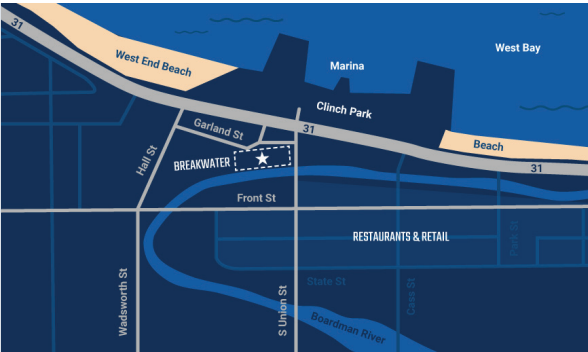 31
West End Beach
West Bay
Marina
Clinch Park
Garland St
31
Beach
Hall St
BREAKWATER
31
Front St
RESTAURANTS & RETAIL
Park St
Wadsworth St
S Union St
State St
Cass St
Boardman River